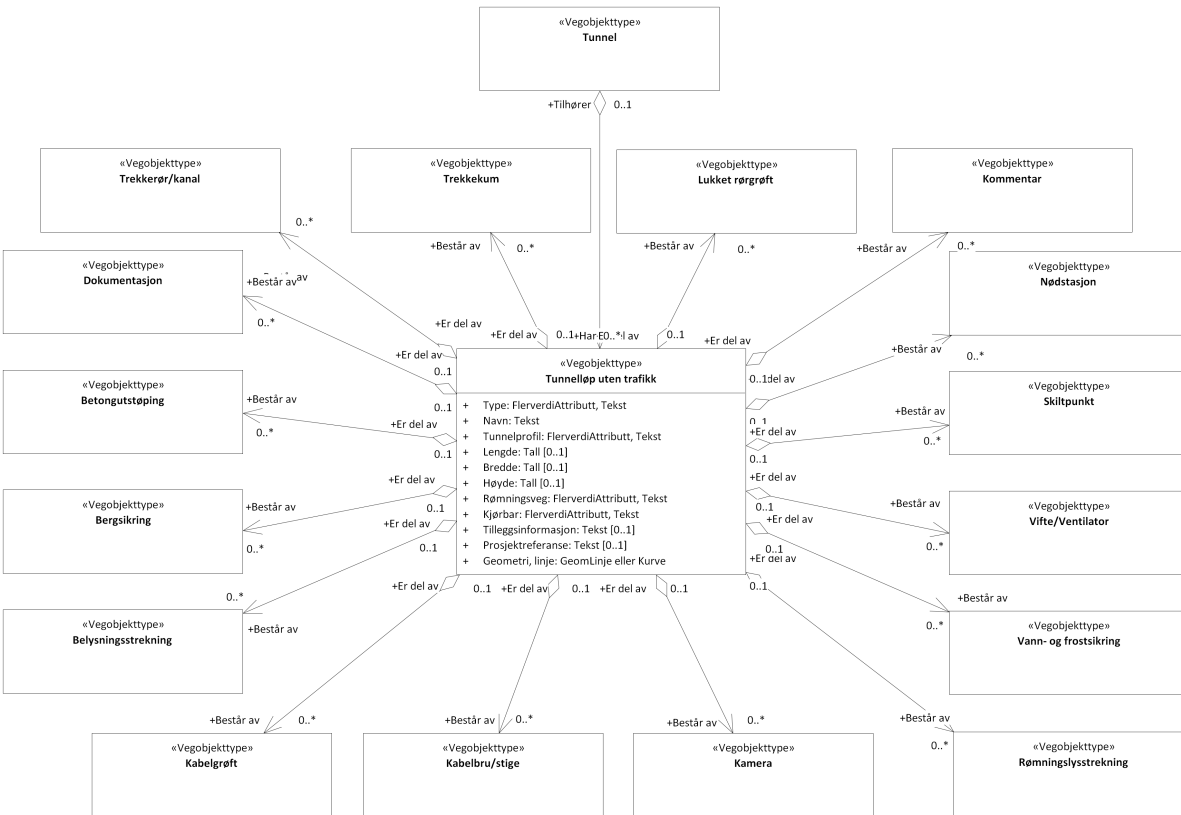 «Vegobjekttype»
Tunnel
+Tilhører
0..1
«Vegobjekttype»
Trekkerør/kanal
«Vegobjekttype»
Trekkekum
«Vegobjekttype»
Lukket rørgrøft
«Vegobjekttype»
Kommentar
0..*
+Består av
0..*
+Består av
0..*
+Består av
0..*
«Vegobjekttype»
Dokumentasjon
+Består av
0..*
«Vegobjekttype»
Nødstasjon
+Består av
0..*
+Er del av
+Er del av
0..1
0..*
0..1
+Er del av
+Er del av
0..1
0..1
0..1
«Vegobjekttype»
Tunnelløp uten trafikk
+ Type: FlerverdiAttributt, Tekst
+ Navn: Tekst
+ Tunnelprofil: FlerverdiAttributt, Tekst
+ Lengde: Tall [0..1]
+ Bredde: Tall [0..1]
+ Høyde: Tall [0..1]
+ Rømningsveg: FlerverdiAttributt, Tekst
+ Kjørbar: FlerverdiAttributt, Tekst
+ Tilleggsinformasjon: Tekst [0..1]
+ Prosjektreferanse: Tekst [0..1]
+ Geometri, linje: GeomLinje eller Kurve
«Vegobjekttype»
Betongutstøping
+Består av
0..*
+Er del av
0..1
«Vegobjekttype»
Skiltpunkt
+Består av
0..*
+Er del av
0..1
«Vegobjekttype»
Bergsikring
+Består av
0..*
+Er del av
0..1
«Vegobjekttype»
Vifte/Ventilator
+Består av
0..*
+Er del av
0..1
«Vegobjekttype»
Belysningsstrekning
0..*
+Består av
+Er del av
0..1
«Vegobjekttype»
Vann- og frostsikring
+Består av
0..*
+Er del av
0..1
+Er del av
0..1
+Er del av
0..1
+Er del av
0..1
+Er del av
0..1
+Består av
0..*
+Består av
0..*
+Består av
0..*
+Består av
0..*
«Vegobjekttype»
Kabelgrøft
«Vegobjekttype»
Kabelbru/stige
«Vegobjekttype»
Kamera
«Vegobjekttype»
Rømningslysstrekning